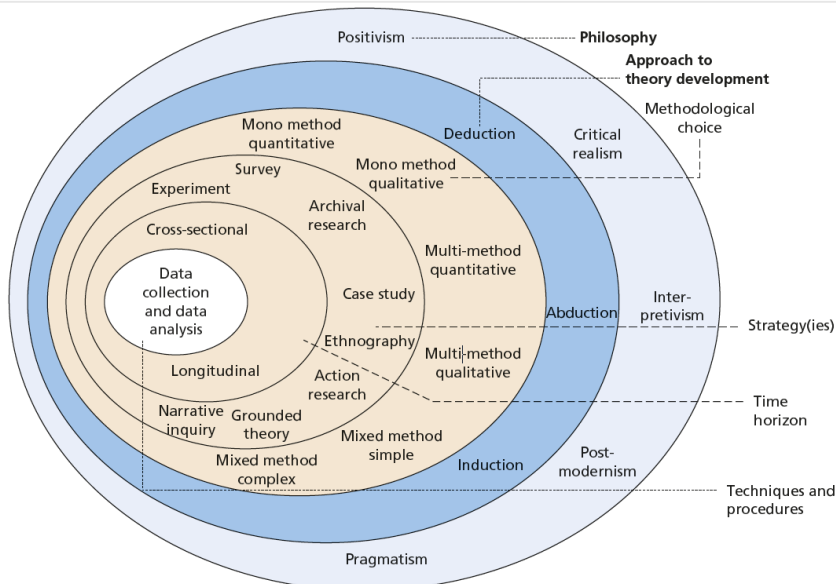 Positivism
Philosophy
Approach to
theory development
Methodological
choice
Mono method
quantitative
Deduction
Critical
realism
Survey
Mono method
qualitative
Experiment
Archival
research
Cross-sectional
Multi-method
quantitative
Data
collection
and data
analysis
Case study
Inter-
pretivism
Abduction
Strategy(ies)
Ethnography
Multi-method
qualitative
Longitudinal
Action
research
Time
horizon
Narrative
inquiry
Grounded
theory
Mixed method
simple
Post-
modernism
Mixed method
complex
Induction
Techniques and
procedures
Pragmatism